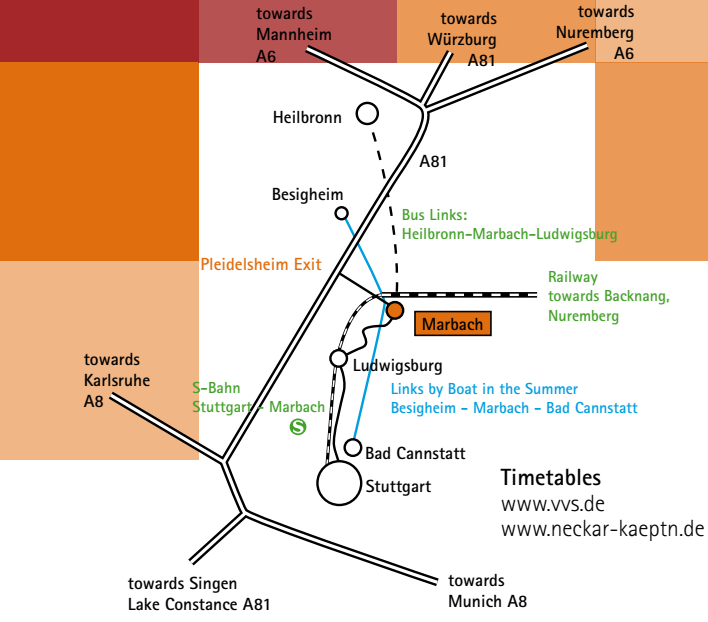 towards
Mannheim
A6
towards
Würzburg
A81
towards
Nuremberg
A6
Heilbronn
A81
Besigheim
Bus Links:
Heilbronn-Marbach-Ludwigsburg
Pleidelsheim Exit
Railway
towards Backnang,
Nuremberg
Marbach
towards
Karlsruhe
A8
Ludwigsburg
S-Bahn
Stuttgart - Marbach
S
Links by Boat in the Summer
Besigheim - Marbach - Bad Cannstatt
Bad Cannstatt
Stuttgart
Timetables
www.vvs.de
www.neckar-kaeptn.de
towards Singen
Lake Constance A81
towards
Munich A8